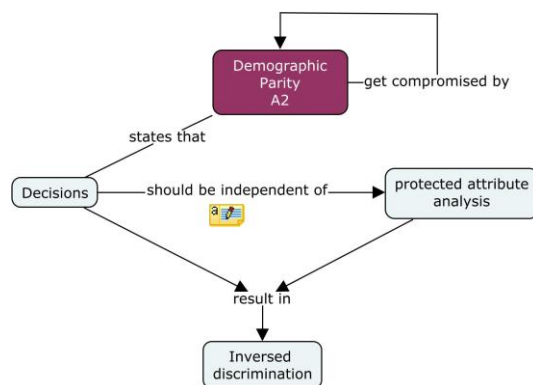 Demographic
Parity
A2
get compromised by
states that
Decisions
should be independent of
protected attribute
analysis
a
result in
Inversed
discrimination